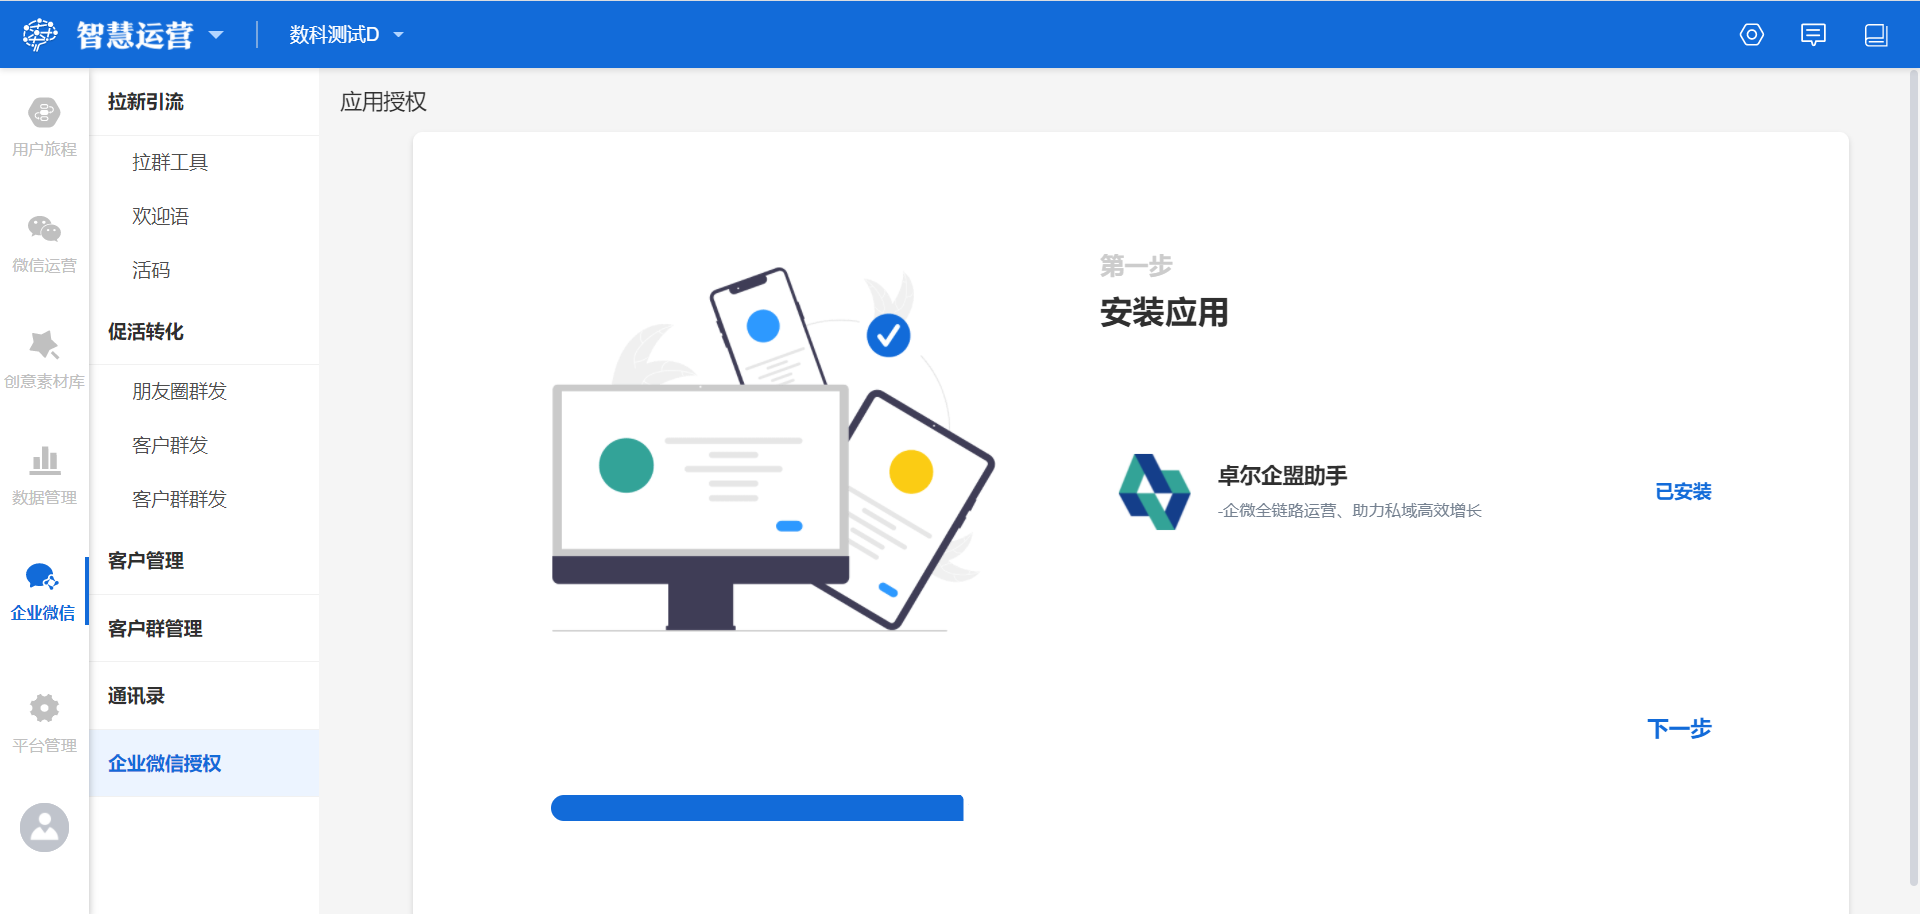 智慧运营
数科测试D
用户旅程
微信运营
创意素材库
数据管理
企业微信
平台管理
拉新引流
拉群工具
欢迎语
活码
促活转化
朋友圈群发
客户群发
客户群群发
客户管理
客户群管理
通讯录
企业微信授权
应用授权
第一步
安装应用
卓尔企盟助手
-企微全链路运营、助力私域高效增长
已安装
下一步